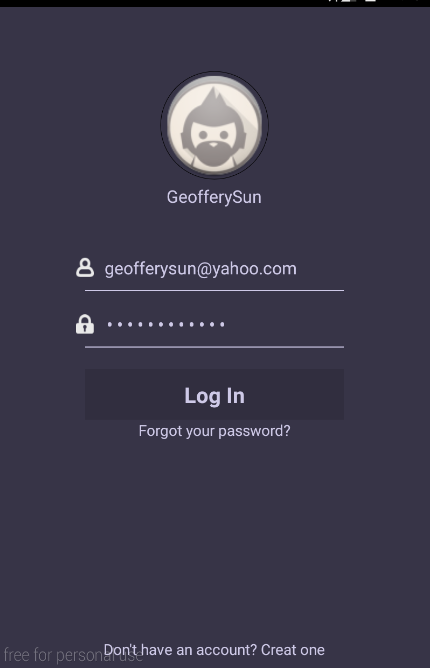 GeofferySun
geofferysun@yahoo.com
Log In
Forgot your password?
Don't have an account? Creat one
free for personal use